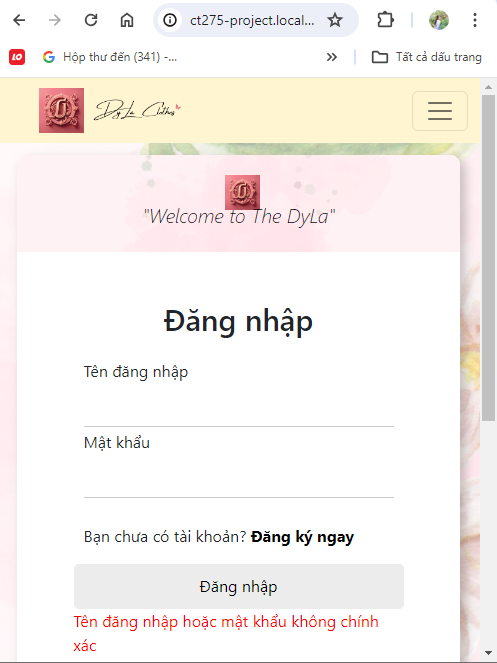 ct275-project.local...
LO
G Hộp thư đến (341) -...
» Tất cả dấu trang
DyLa Clothes
"Welcome to The DyLa"
Đăng nhập
Tên đăng nhập
Mật khẩu
Bạn chưa có tài khoản? Đăng ký ngay
Đăng nhập
Tên đăng nhập hoặc mật khẩu không chính
xác